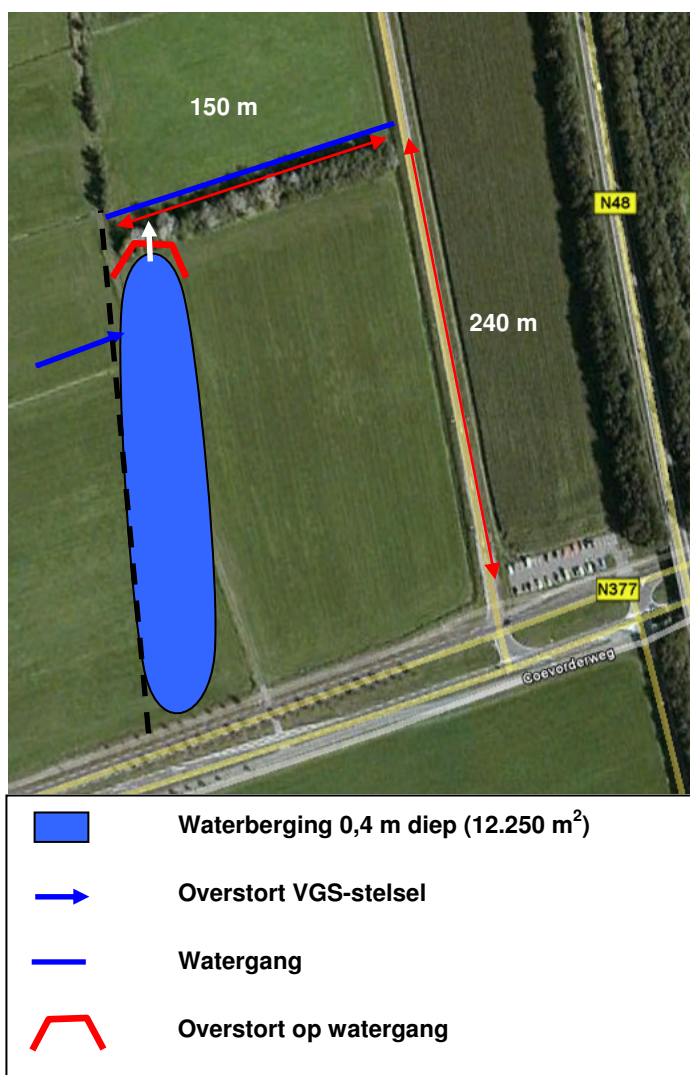 150 m
N48
240 m
N377
Coevorderweg
Waterberging 0,4 m diep (12.250 m²)
Overstort VGS-stelsel
Watergang
Overstort op watergang